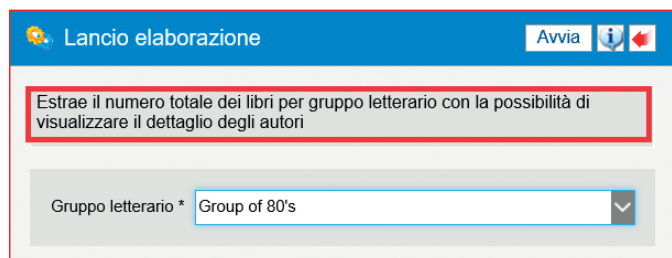 Lancio elaborazione
Avvia
Estrae il numero totale dei libri per gruppo letterario con la possibilità di
visualizzare il dettaglio degli autori
Gruppo letterario * Group of 80's